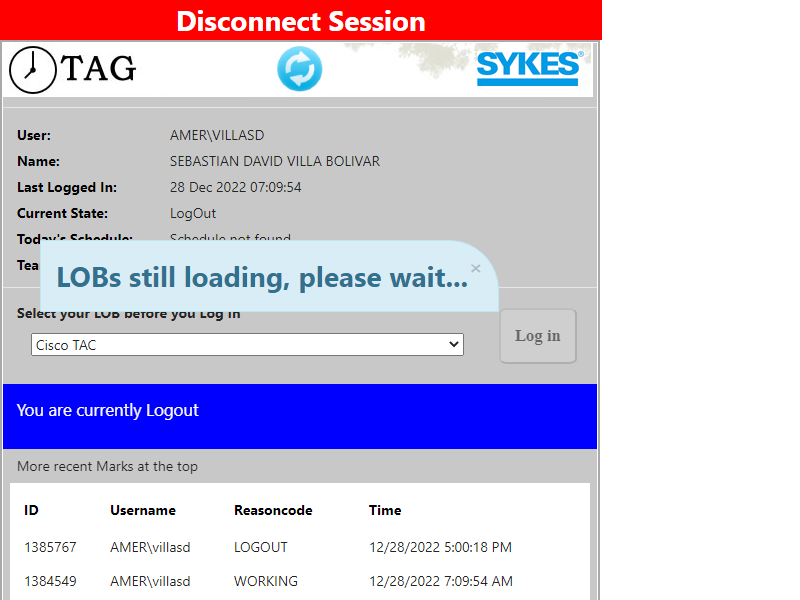 Disconnect Session
TAG
SYKES®
User: AMER\VILLASD
Name: SEBASTIAN DAVID VILLA BOLIVAR
Last Logged In: 28 Dec 2022 07:09:54
Current State: LogOut
Today's Schedule: Schedule not found
Tea
LOBs still loading, please wait... ×
Select your LOB before you Log in
Cisco TAC
Log in
You are currently Logout
More recent Marks at the top
ID Username Reasoncode Time
1385767 AMER\villasd LOGOUT 12/28/2022 5:00:18 PM
1384549 AMER\villasd WORKING 12/28/2022 7:09:54 AM